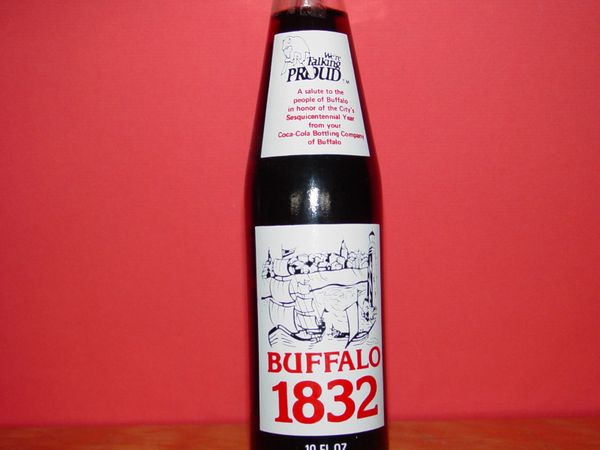 We're
Talking
PROUD TM
A salute to the
people of Buffalo
in honor of the City's
Sesquicentennial Year
from your
Coca-Cola Bottling Company
of Buffalo
BUFFALO
1832
10 FL OZ